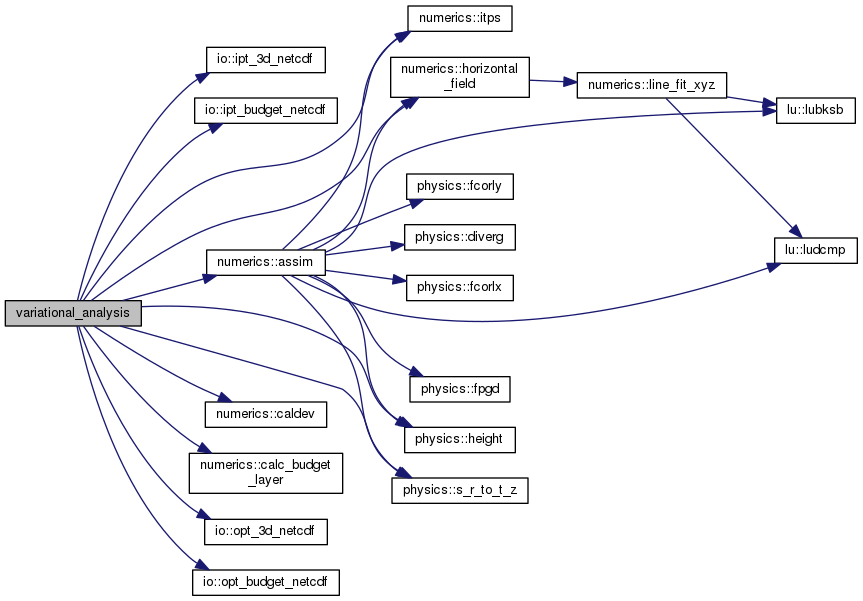 numerics::itps
io::ipt_3d_netcdf
numerics::horizontal
_field
numerics::line_fit_xyz
io::ipt_budget_netcdf
lu::lubksb
physics::fcorly
physics::diverg
lu::ludcmp
numerics::assim
physics::fcorlx
variational_analysis
physics::fpgd
numerics::caldev
physics::height
numerics::calc_budget
_layer
physics::s_r_to_t_z
io::opt_3d_netcdf
io::opt_budget_netcdf